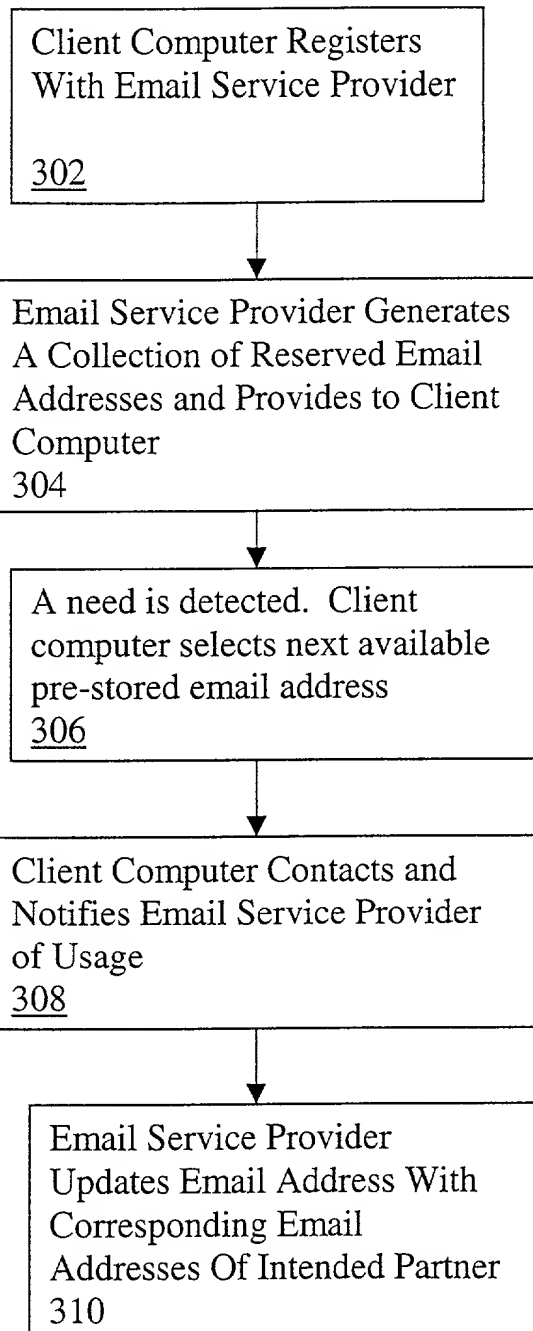 Client Computer Registers
With Email Service Provider
302
Email Service Provider Generates
A Collection of Reserved Email
Addresses and Provides to Client
Computer
304
A need is detected. Client
computer selects next available
pre-stored email address
306
Client Computer Contacts and
Notifies Email Service Provider
of Usage
308
Email Service Provider
Updates Email Address With
Corresponding Email
Addresses Of Intended Partner
310